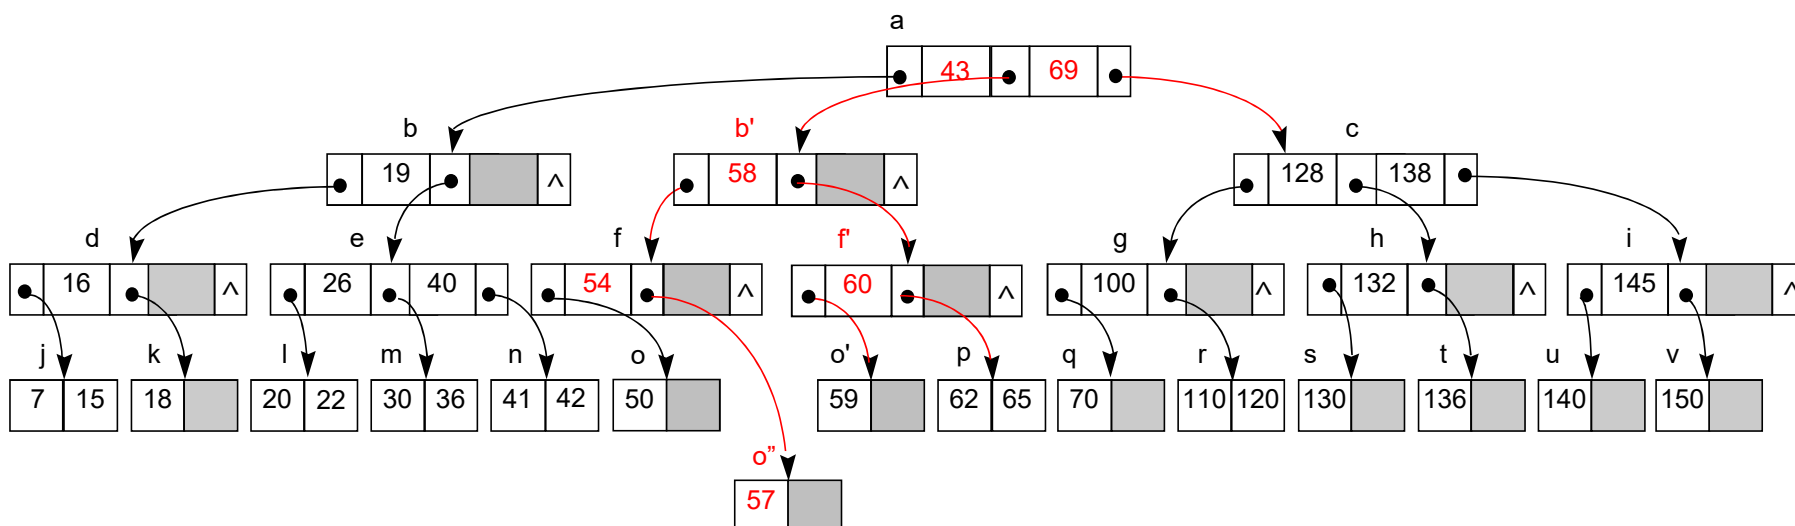 a
43 69
b b' c
19 ^ 58 ^ 128 138
d e f f' g h i
16 ^ 26 40 54 ^ 60 ^ 100 ^ 132 ^ 145 ^
j k l m n o o' p q r s t u v
7 15 18 20 22 30 36 41 42 50 59 62 65 70 110 120 130 136 140 150
o”
57